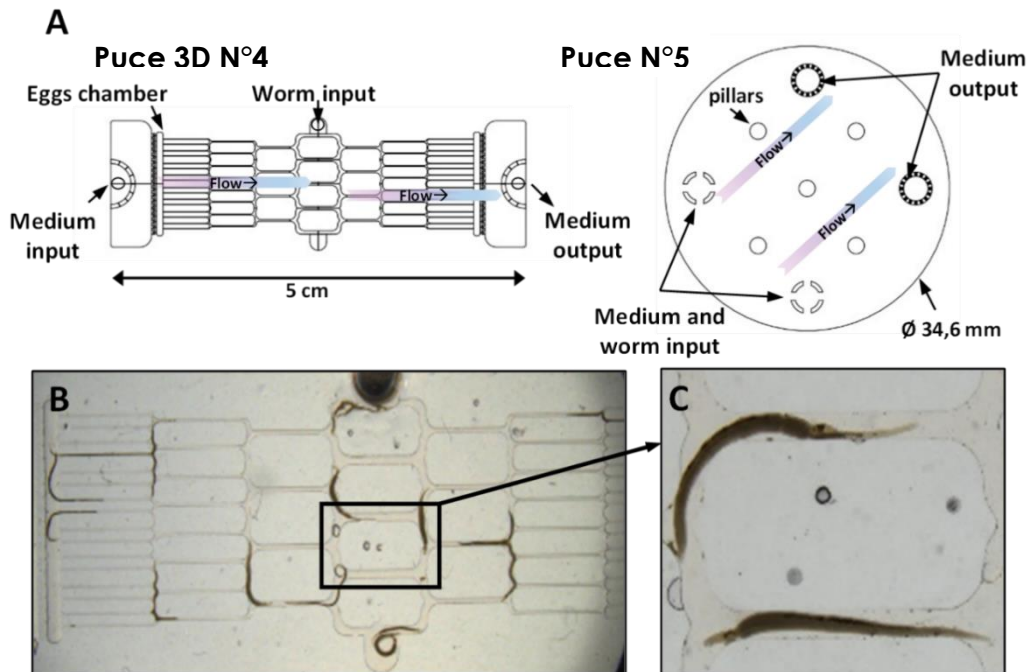 A
Puce 3D N°4
Puce N°5
Eggs chamber
Worm input
Medium
input
Flow→
Flow→
Medium
output
5 cm
pillars
Medium
output
Flow→
Flow→
Medium and
worm input
Ø 34,6 mm
B
C